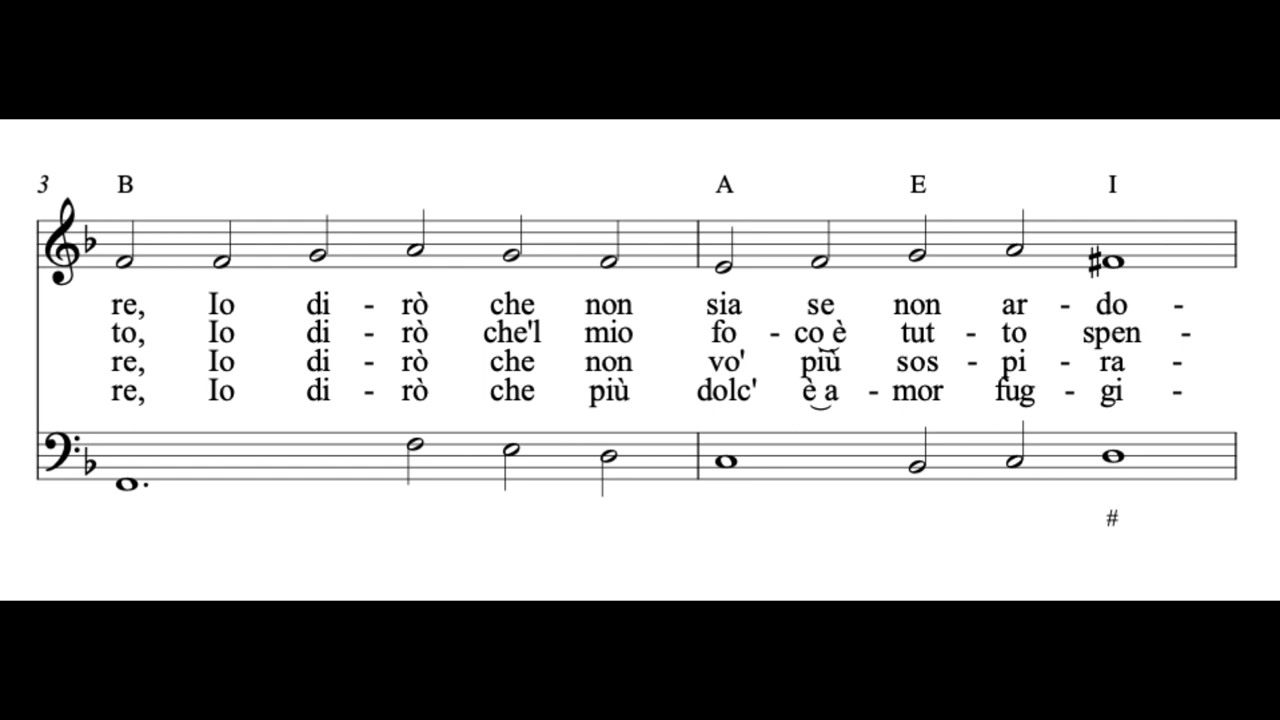 3 B A E I
re, Io di - rò che non sia se non ar - do -
to, Io di - rò che'l mio fo - co è tut - to spen -
re, Io di - rò che non vo' più sos - pi - ra -
re, Io di - rò che più dolc' è a - mor fug - gi -
#